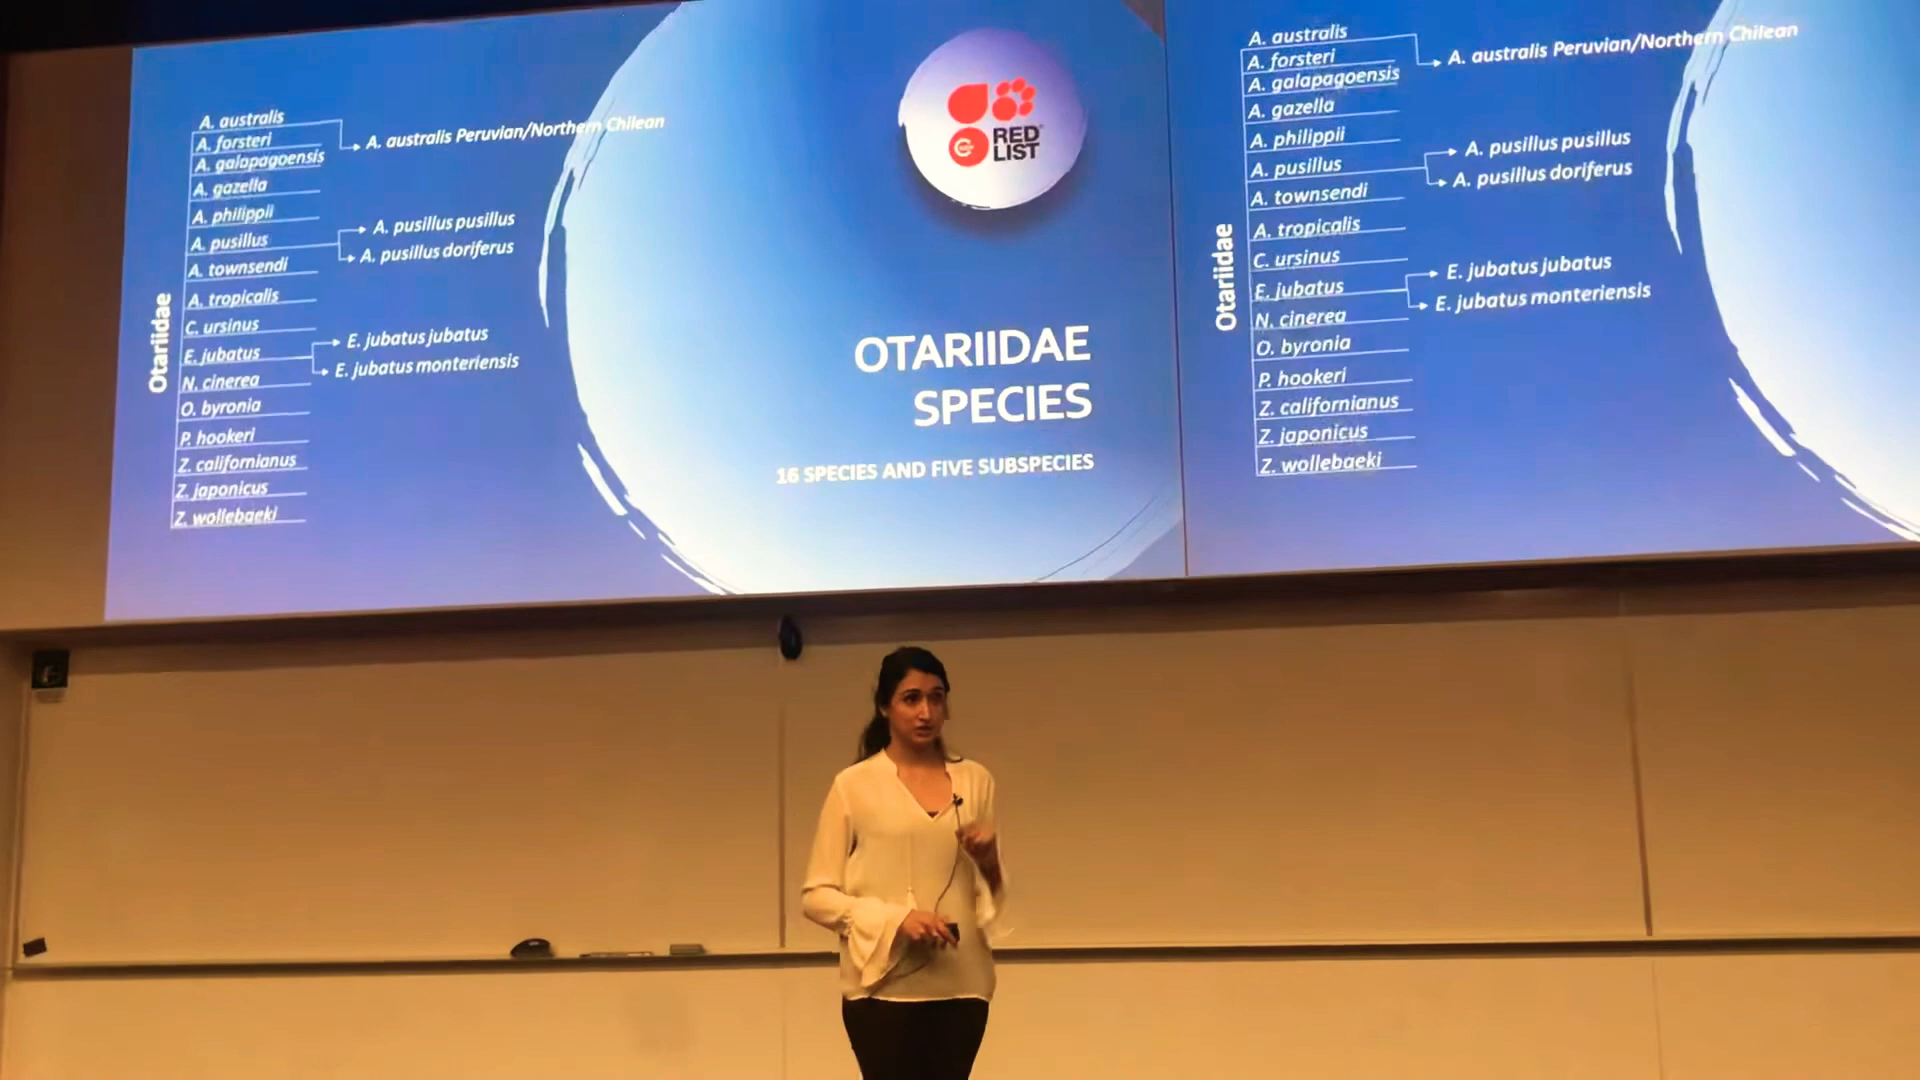 Otariidae
A. australis
A. forsteri
A. galapagoensis
A. gazella
A. philippii
A. pusillus
A. townsendi
A. tropicalis
C. ursinus
E. jubatus
N. cinerea
O. byronia
P. hookeri
Z. californianus
Z. japonicus
Z. wollebaeki
A. australis Peruvian/Northern Chilean
A. pusillus pusillus
A. pusillus doriferus
E. jubatus jubatus
E. jubatus monteriensis
RED
LIST
OTARIIDAE
SPECIES
16 SPECIES AND FIVE SUBSPECIES
Otariidae
A. australis
A. forsteri
A. galapagoensis
A. gazella
A. philippii
A. pusillus
A. townsendi
A. tropicalis
C. ursinus
E. jubatus
N. cinerea
O. byronia
P. hookeri
Z. californianus
Z. japonicus
Z. wollebaeki
A. australis Peruvian/Northern Chilean
A. pusillus pusillus
A. pusillus doriferus
E. jubatus jubatus
E. jubatus monteriensis